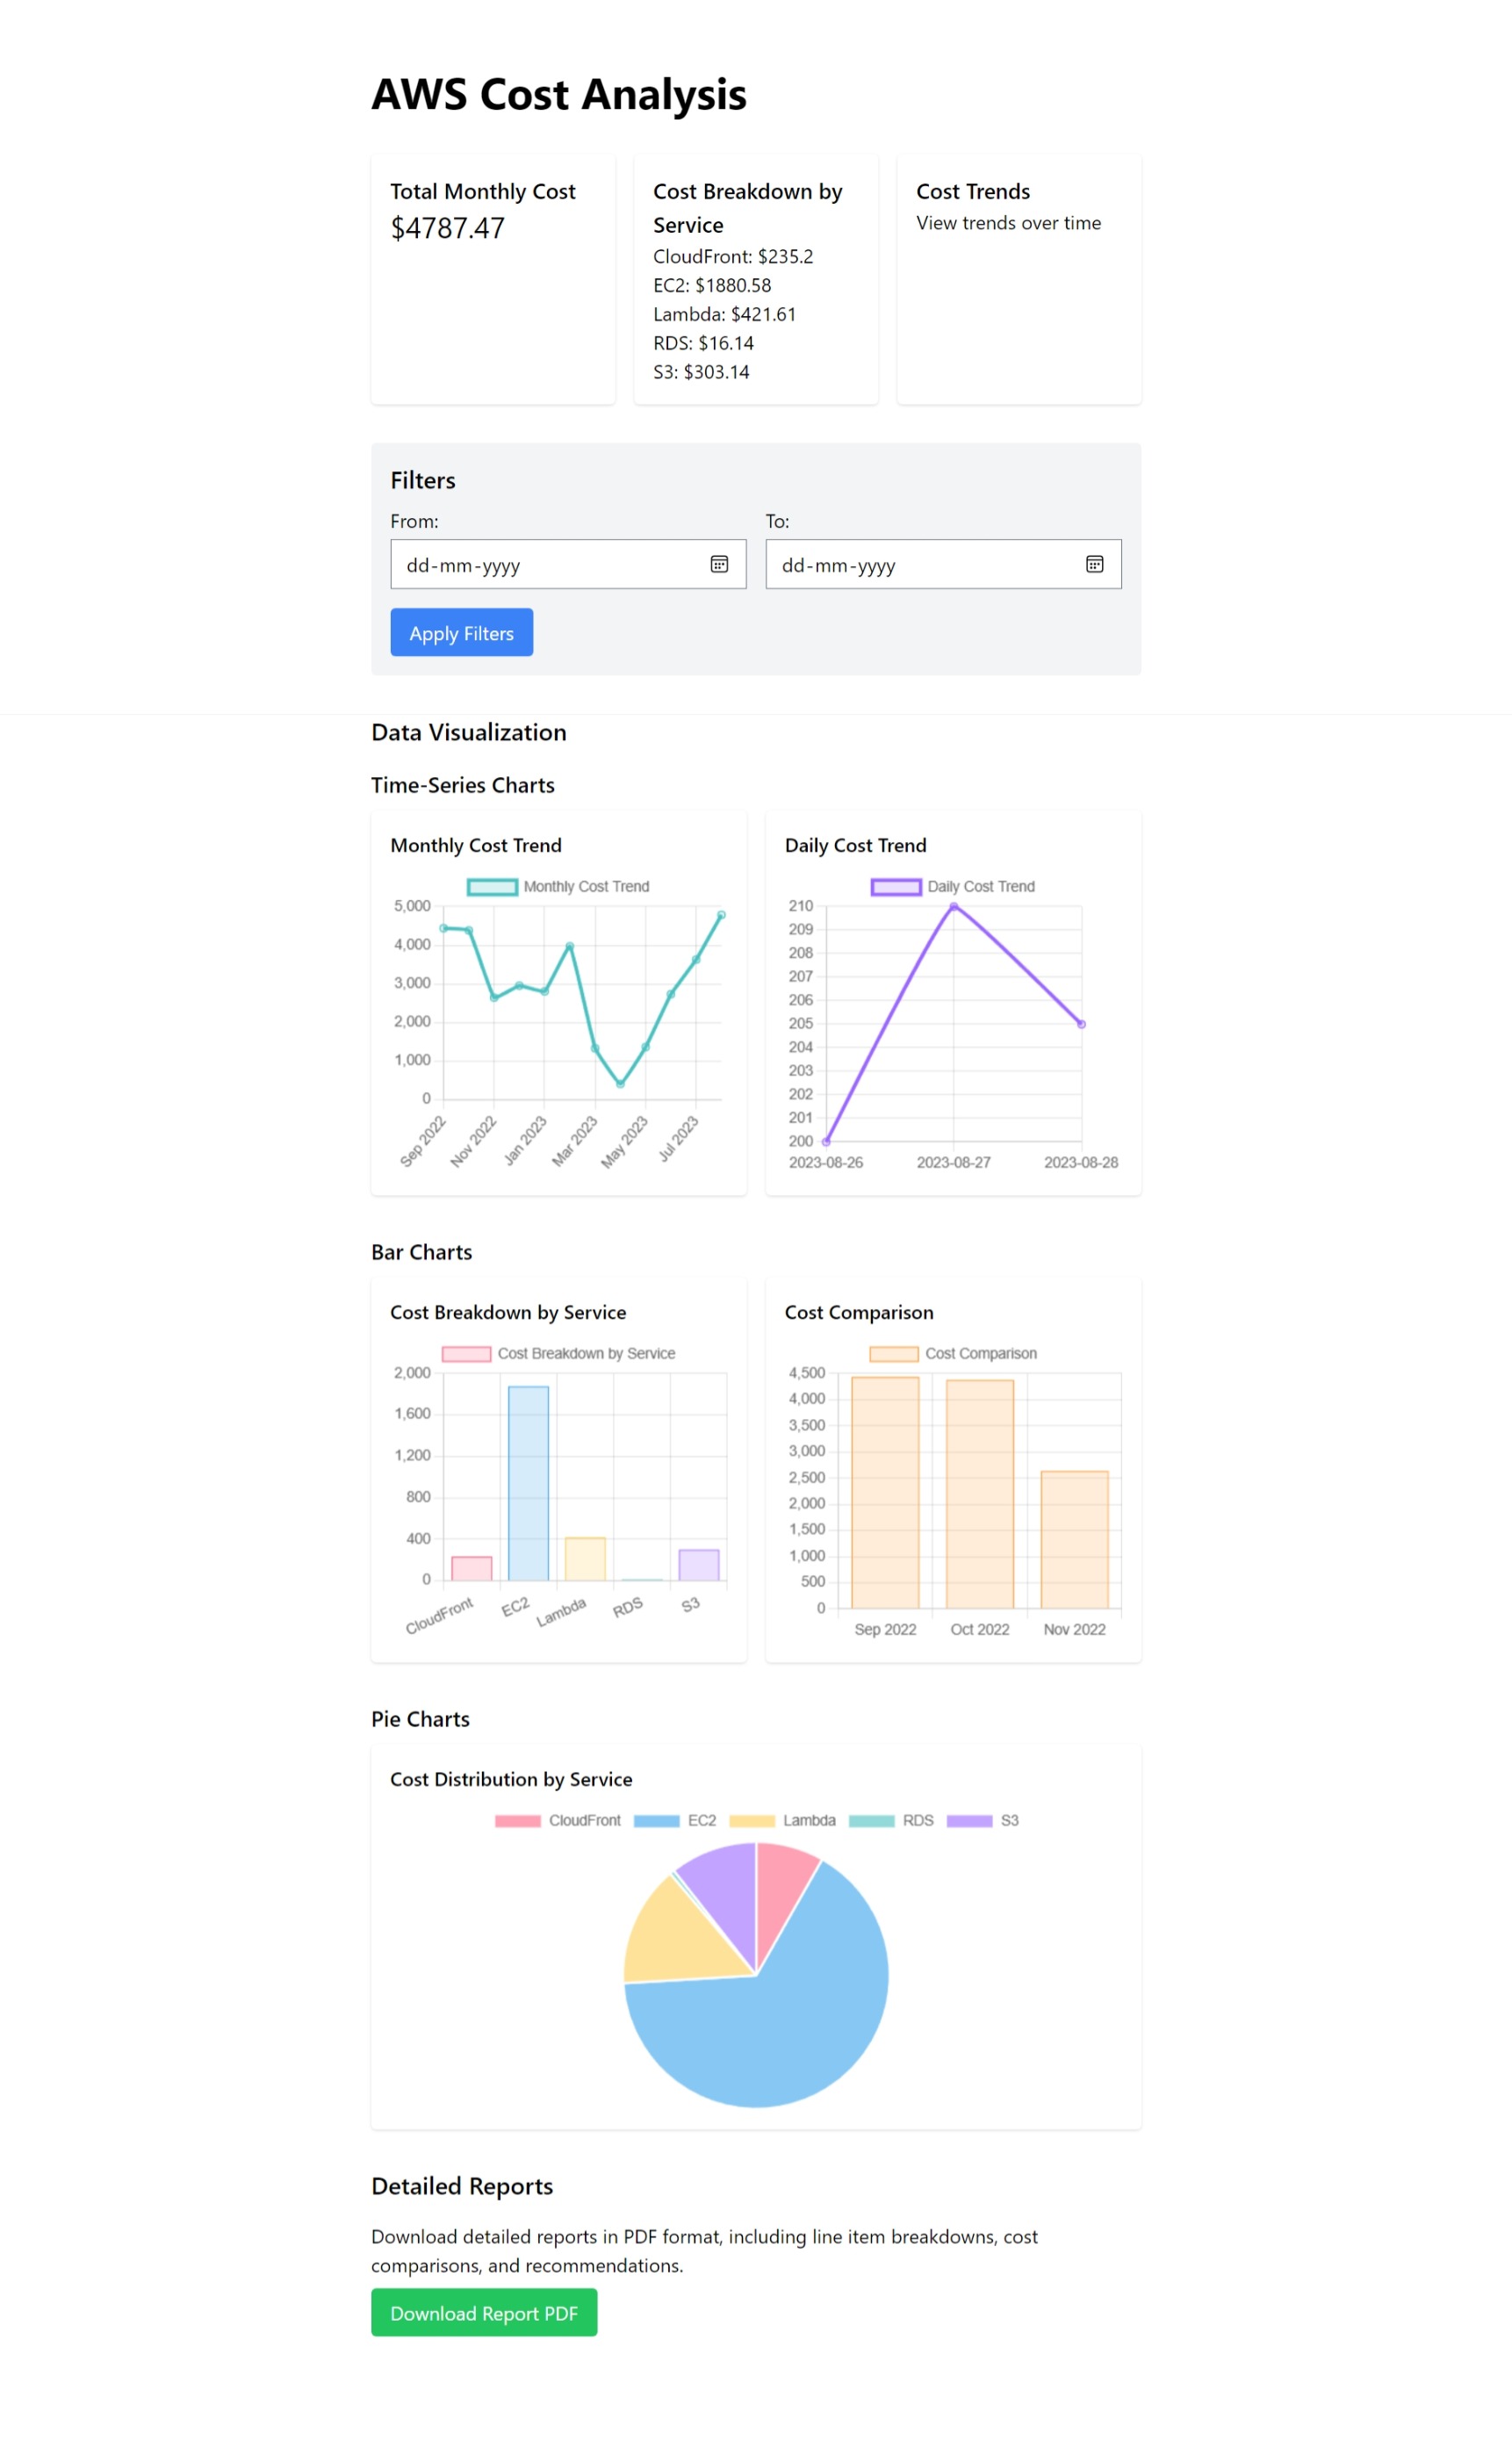 AWS Cost Analysis
Total Monthly Cost
$4787.47
Cost Breakdown by
Service
CloudFront: $235.2
EC2: $1880.58
Lambda: $421.61
RDS: $16.14
S3: $303.14
Cost Trends
View trends over time
Filters
From:
dd-mm-yyyy
To:
dd-mm-yyyy
Apply Filters
Data Visualization
Time-Series Charts
Monthly Cost Trend
Monthly Cost Trend
5,000
4,000
3,000
2,000
1,000
0
Sep 2022
Nov 2022
Jan 2023
Mar 2023
May 2023
Jul 2023
Daily Cost Trend
Daily Cost Trend
210
209
208
207
206
205
204
203
202
201
200
2023-08-26
2023-08-27
2023-08-28
Bar Charts
Cost Breakdown by Service
Cost Breakdown by Service
2,000
1,600
1,200
800
400
0
CloudFront
EC2
Lambda
RDS
S3
Cost Comparison
Cost Comparison
4,500
4,000
3,500
3,000
2,500
2,000
1,500
1,000
500
0
Sep 2022
Oct 2022
Nov 2022
Pie Charts
Cost Distribution by Service
CloudFront
EC2
Lambda
RDS
S3
Detailed Reports
Download detailed reports in PDF format, including line item breakdowns, cost
comparisons, and recommendations.
Download Report PDF